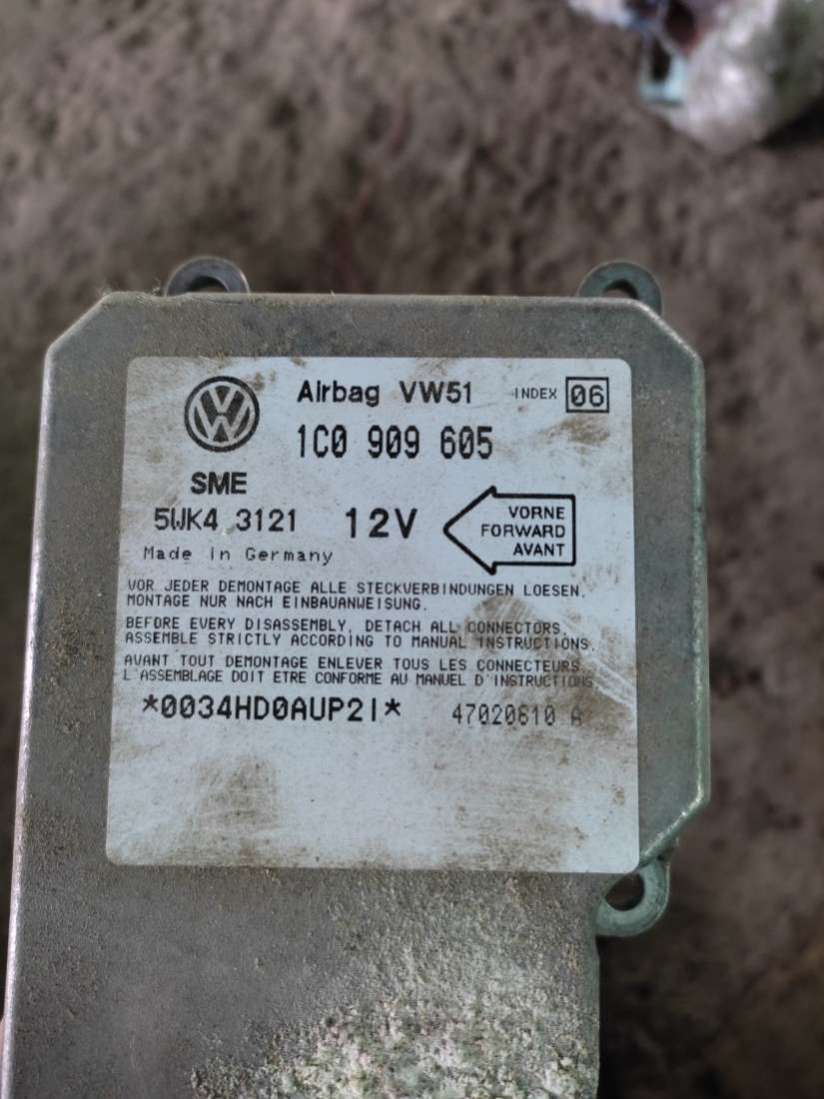 Airbag VW51 INDEX 06
1C0 909 605
SME
5WK4 3121 12V
VORNE
FORWARD
AVANT
Made in Germany
VOR JEDER DEMONTAGE ALLE STECKVERBINDUNGEN LOESEN.
MONTAGE NUR NACH EINBAUANWEISUNG.
BEFORE EVERY DISASSEMBLY, DETACH ALL CONNECTORS.
ASSEMBLE STRICTLY ACCORDING TO MANUAL INSTRUCTIONS.
AVANT TOUT DEMONTAGE ENLEVER TOUS LES CONNECTEURS.
L'ASSEMBLAGE DOIT ETRE CONFORME AU MANUEL D'INSTRUCTIONS
*0034HD0AUP2I* 47020610 A